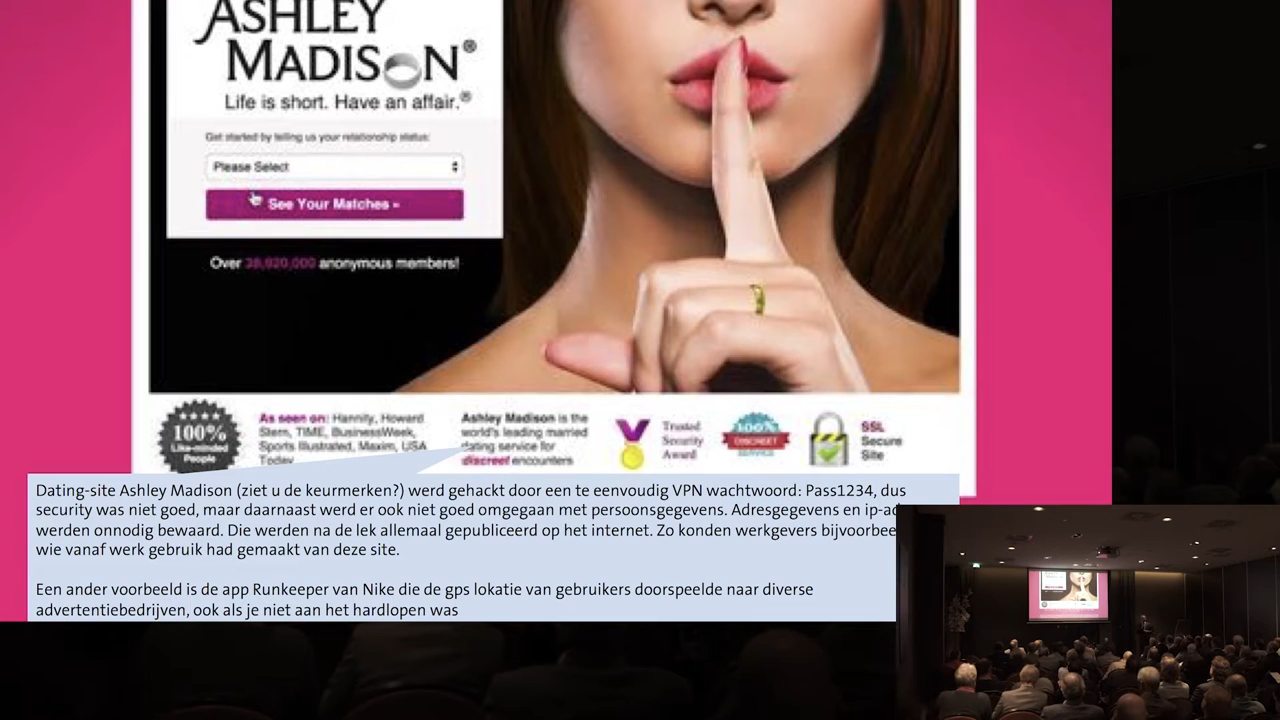 ASHLEY
MADISON®
Life is short. Have an affair.®
Get started by telling us your relationship status:
Please Select
See Your Matches »
Over 38,920,000 anonymous members!
100%
Like-minded
People
As seen on: Hannity, Howard
Stern, TIME, BusinessWeek,
Sports Illustrated, Maxim, USA
Today
Ashley Madison is the
world's leading married
dating service for
discreet encounters
Trusted
Security
Award
100%
DISCREET
SERVICE
SSL
Secure
Site
Dating-site Ashley Madison (ziet u de keurmerken?) werd gehackt door een te eenvoudig VPN wachtwoord: Pass1234, dus
security was niet goed, maar daarnaast werd er ook niet goed omgegaan met persoonsgegevens. Adresgegevens en ip-ad
werden onnodig bewaard. Die werden na de lek allemaal gepubliceerd op het internet. Zo konden werkgevers bijvoorbee
wie vanaf werk gebruik had gemaakt van deze site.
Een ander voorbeeld is de app Runkeeper van Nike die de gps lokatie van gebruikers doorspeelde naar diverse
advertentiebedrijven, ook als je niet aan het hardlopen was